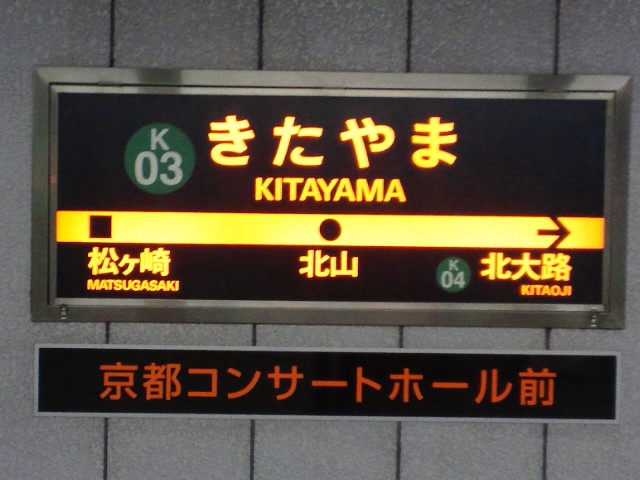 K
03
きたやま
KITAYAMA
松ヶ崎
MATSUGASAKI
北山
K
04
北大路
KITAOJI
京都コンサートホール前